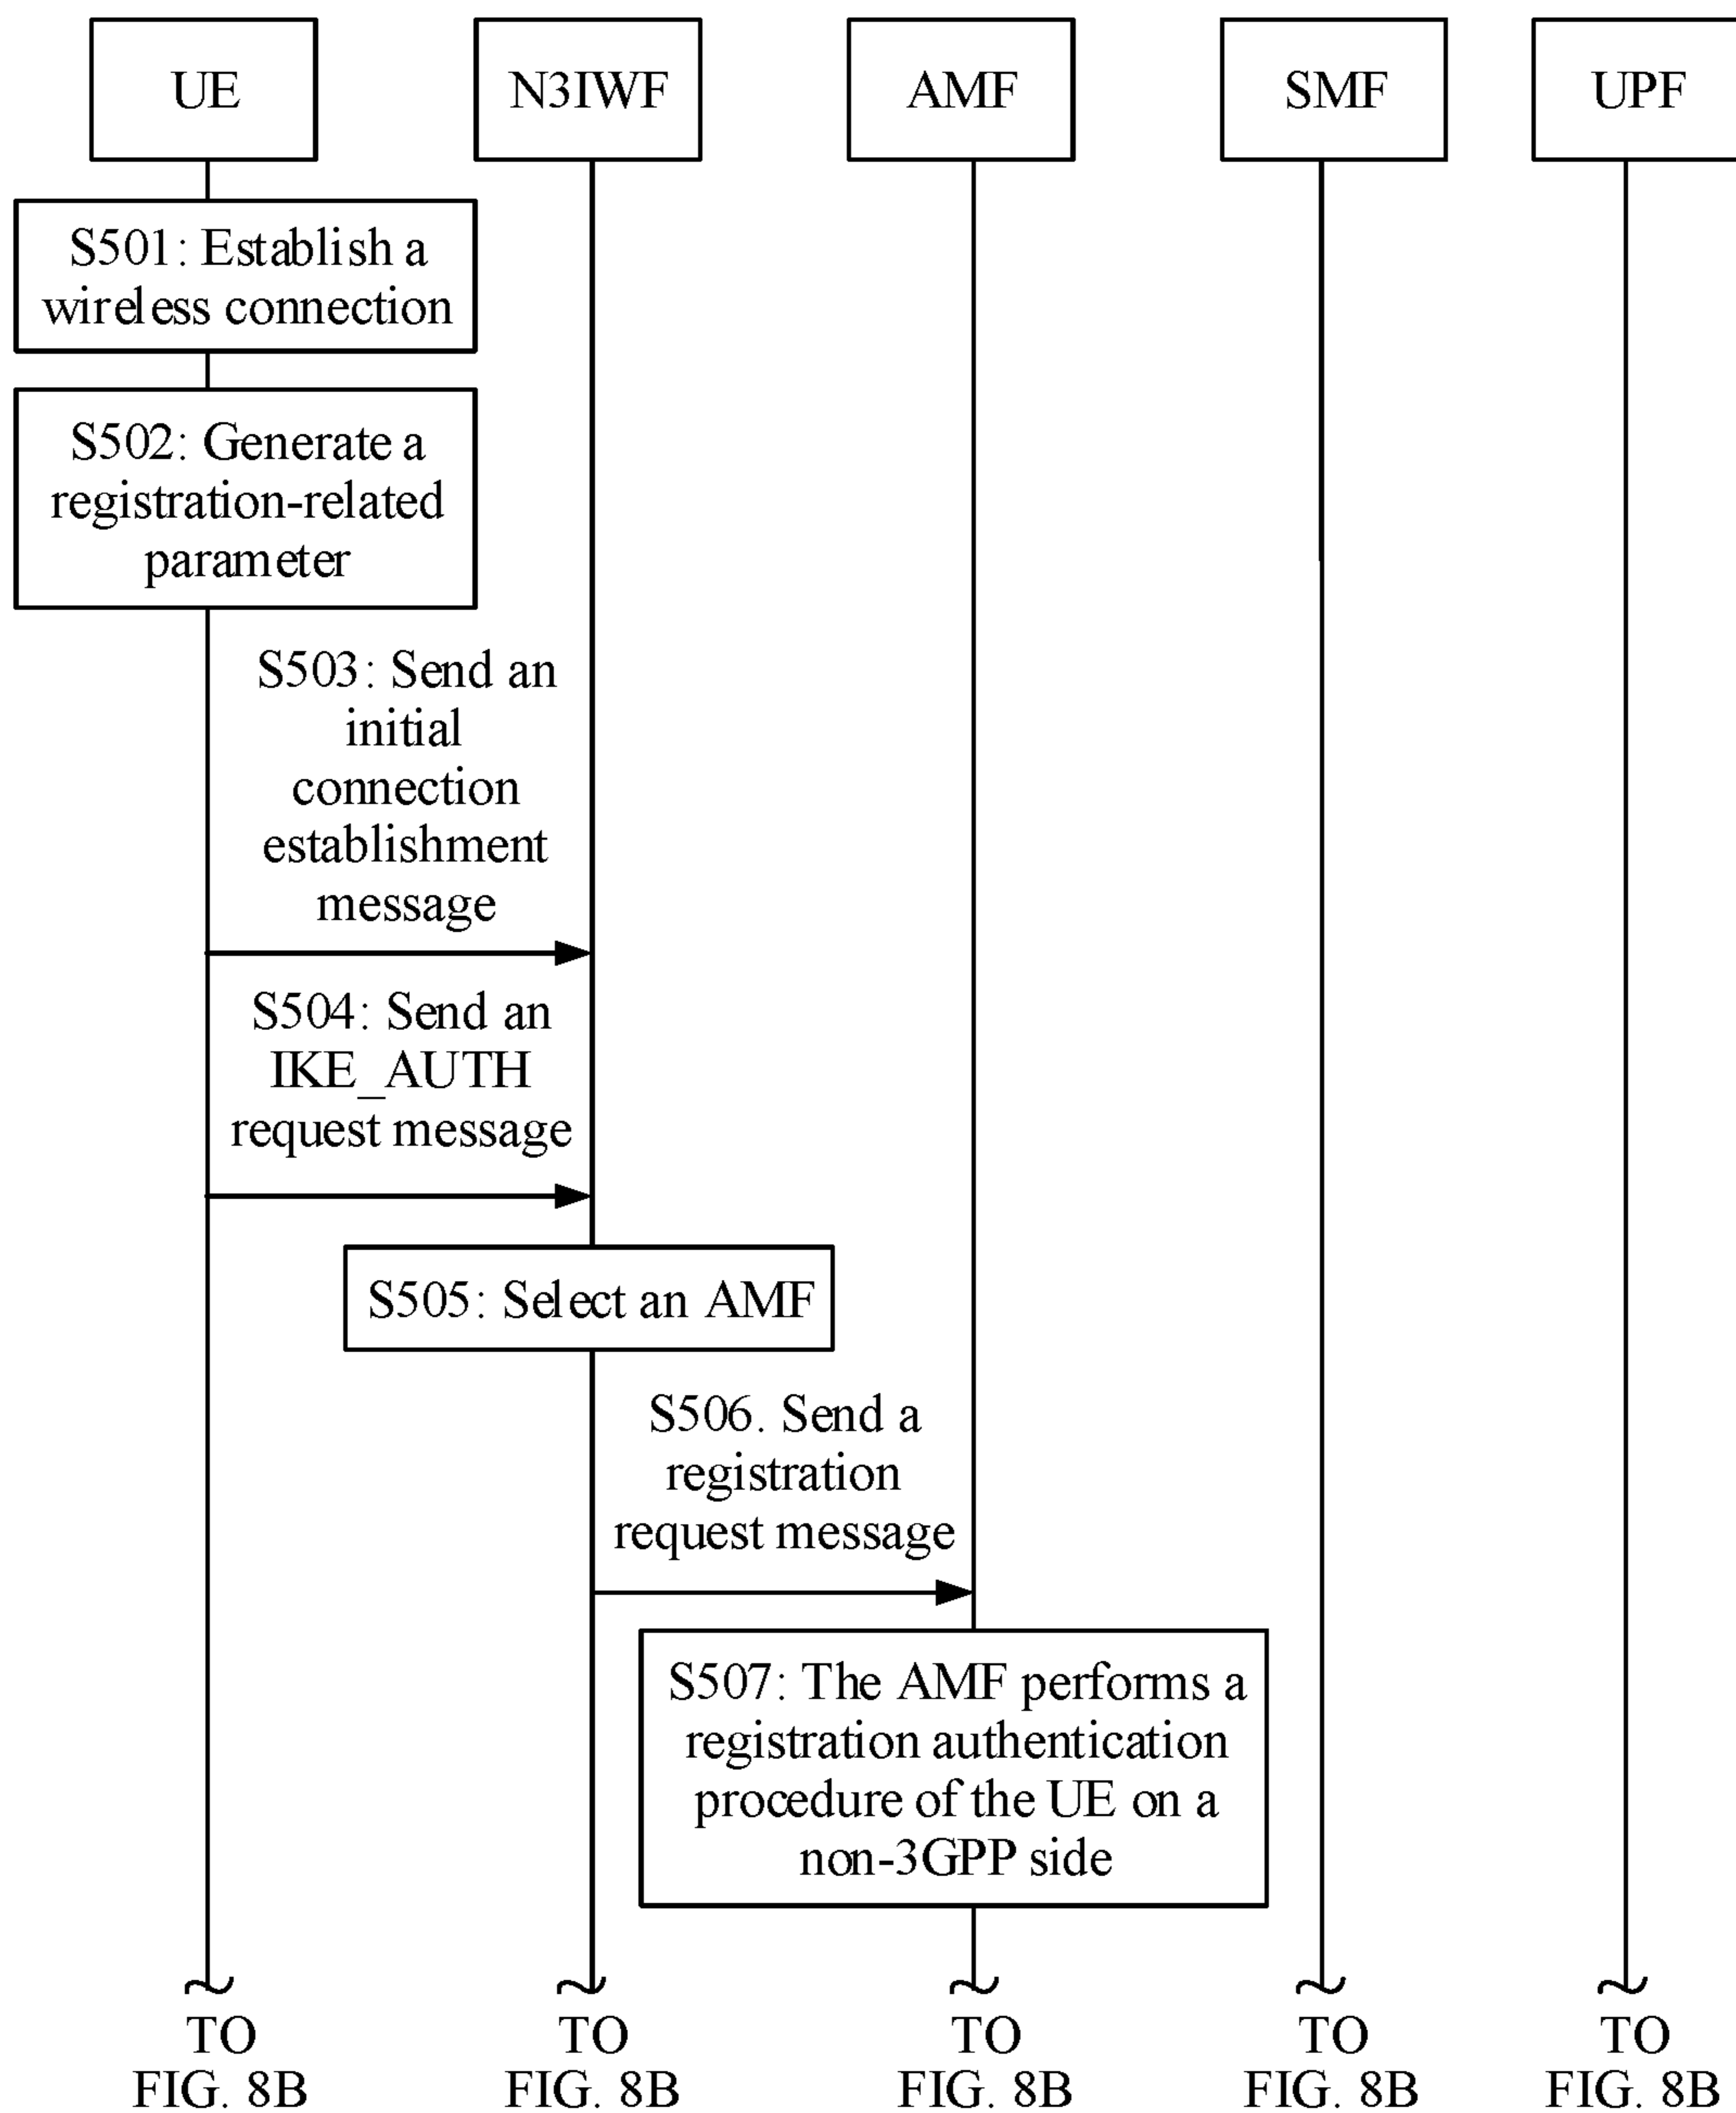 UE
N3IWF
AMF
SMF
UPF
S501: Establish a
wireless connection
S502: Generate a
registration-related
parameter
S503: Send an
initial
connection
establishment
message
S504: Send an
IKE_AUTH
request message
S505: Select an AMF
S506. Send a
registration
request message
S507: The AMF performs a
registration authentication
procedure of the UE on a
non-3GPP side
TO
FIG. 8B
TO
FIG. 8B
TO
FIG. 8B
TO
FIG. 8B
TO
FIG. 8B